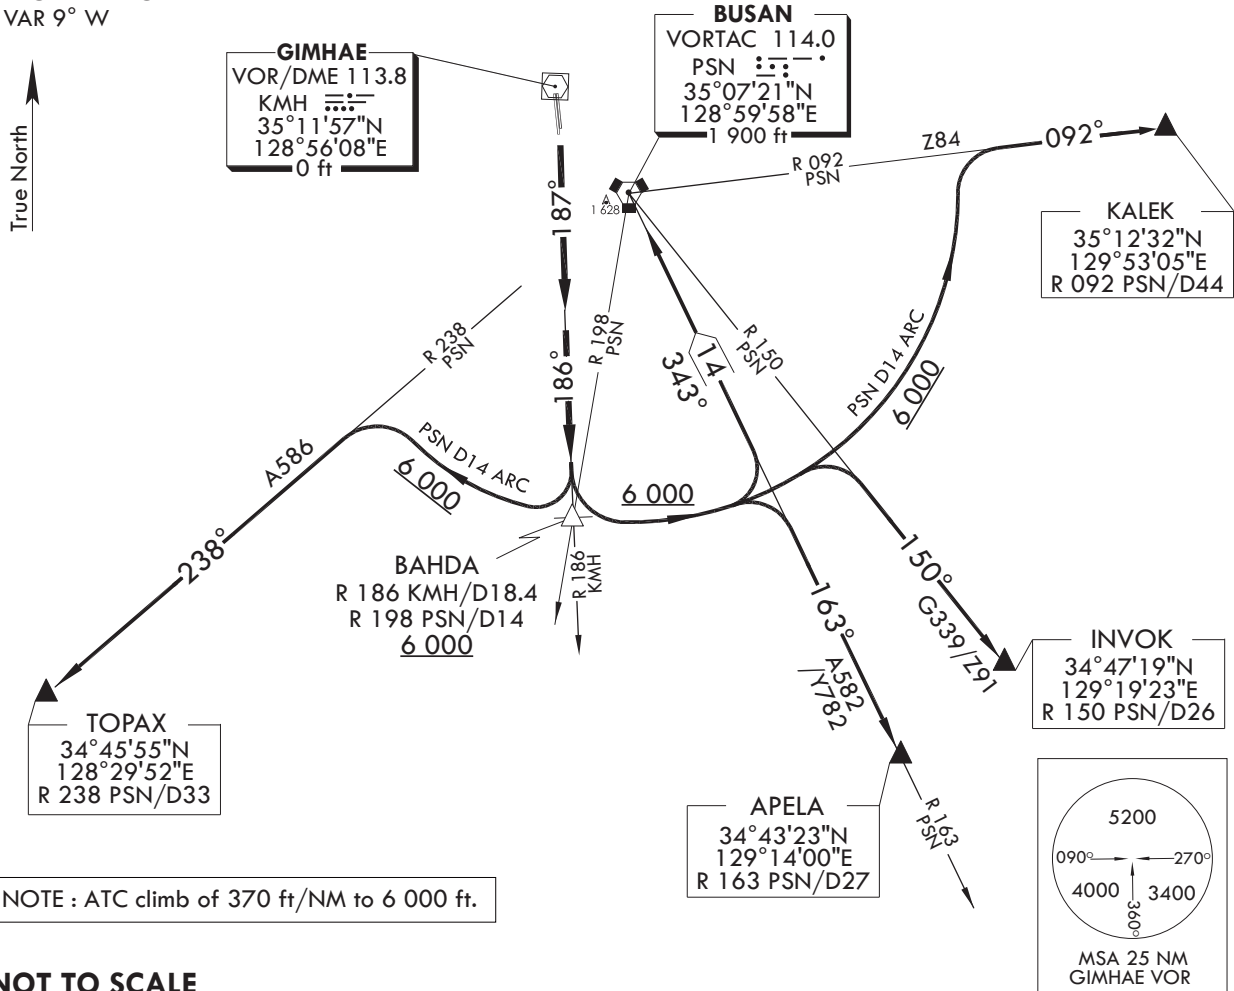 VAR 9° W
True North
GIMHAE
VOR/DME 113.8
KMH
35°11'57"N
128°56'08"E
0 ft
BUSAN
VORTAC 114.0
PSN
35°07'21"N
128°59'58"E
1 900 ft
1 628
Z84
092°
R 092
PSN
KALEK
35°12'32"N
129°53'05"E
R 092 PSN/D44
187°
186°
R 198
PSN
R 238
PSN
R 150
PSN
14
343°
PSN D14 ARC
6 000
A586
PSN D14 ARC
6 000
6 000
238°
BAHDA
R 186 KMH/D18.4
R 198 PSN/D14
6 000
R 186
KMH
163°
A582
/Y782
150°
G339/Z91
INVOK
34°47'19"N
129°19'23"E
R 150 PSN/D26
TOPAX
34°45'55"N
128°29'52"E
R 238 PSN/D33
APELA
34°43'23"N
129°14'00"E
R 163 PSN/D27
R 163
PSN
5200
090°
270°
4000
3400
360°
MSA 25 NM
GIMHAE VOR
NOTE : ATC climb of 370 ft/NM to 6 000 ft.
NOT TO SCALE